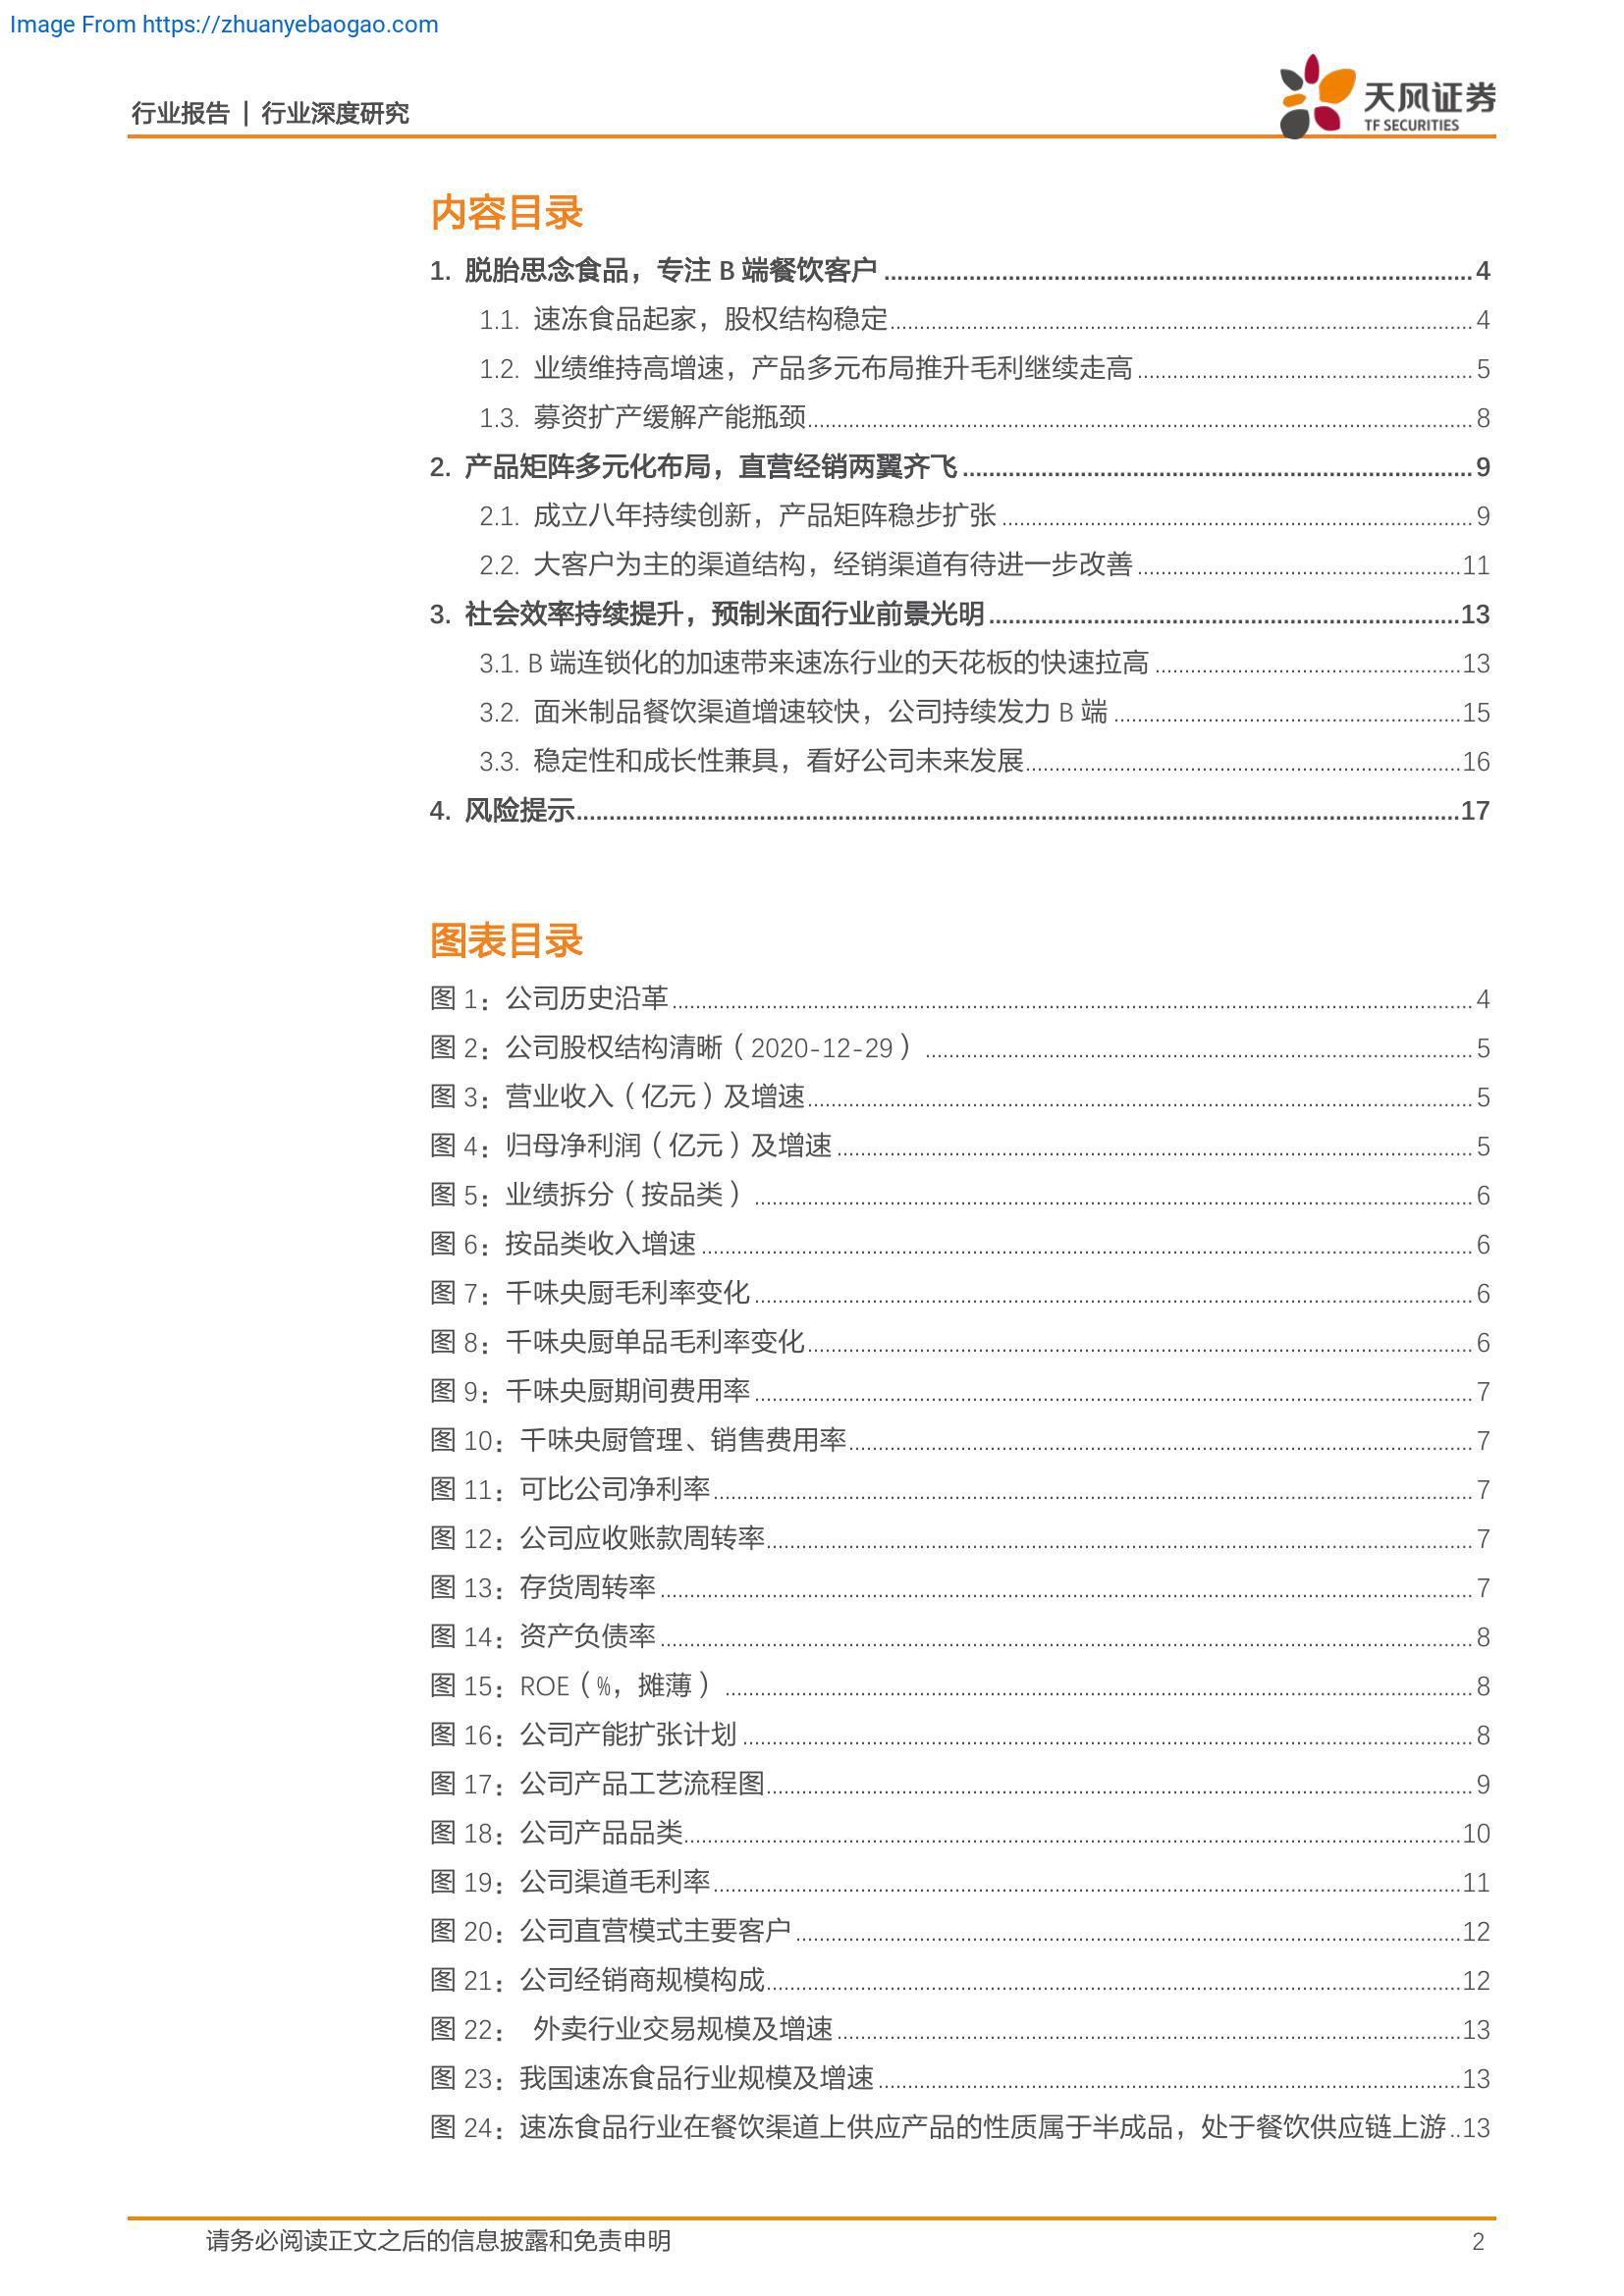 Image From https://zhuanyebaogao.com
行业报告 | 行业深度研究
天风证券
TF SECURITIES
内容目录
1. 脱胎思念食品，专注 B 端餐饮客户 4
1.1. 速冻食品起家，股权结构稳定 4
1.2. 业绩维持高增速，产品多元布局推升毛利继续走高 5
1.3. 募资扩产缓解产能瓶颈 8
2. 产品矩阵多元化布局，直营经销两翼齐飞 9
2.1. 成立八年持续创新，产品矩阵稳步扩张 9
2.2. 大客户为主的渠道结构，经销渠道有待进一步改善 11
3. 社会效率持续提升，预制米面行业前景光明 13
3.1. B 端连锁化的加速带来速冻行业的天花板的快速拉高 13
3.2. 面米制品餐饮渠道增速较快，公司持续发力 B 端 15
3.3. 稳定性和成长性兼具，看好公司未来发展 16
4. 风险提示 17
图表目录
图 1：公司历史沿革 4
图 2：公司股权结构清晰（2020-12-29） 5
图 3：营业收入（亿元）及增速 5
图 4：归母净利润（亿元）及增速 5
图 5：业绩拆分（按品类） 6
图 6：按品类收入增速 6
图 7：千味央厨毛利率变化 6
图 8：千味央厨单品毛利率变化 6
图 9：千味央厨期间费用率 7
图 10：千味央厨管理、销售费用率 7
图 11：可比公司净利率 7
图 12：公司应收账款周转率 7
图 13：存货周转率 7
图 14：资产负债率 8
图 15：ROE（%，摊薄） 8
图 16：公司产能扩张计划 8
图 17：公司产品工艺流程图 9
图 18：公司产品品类 10
图 19：公司渠道毛利率 11
图 20：公司直营模式主要客户 12
图 21：公司经销商规模构成 12
图 22： 外卖行业交易规模及增速 13
图 23：我国速冻食品行业规模及增速 13
图 24：速冻食品行业在餐饮渠道上供应产品的性质属于半成品，处于餐饮供应链上游 13
请务必阅读正文之后的信息披露和免责申明 2